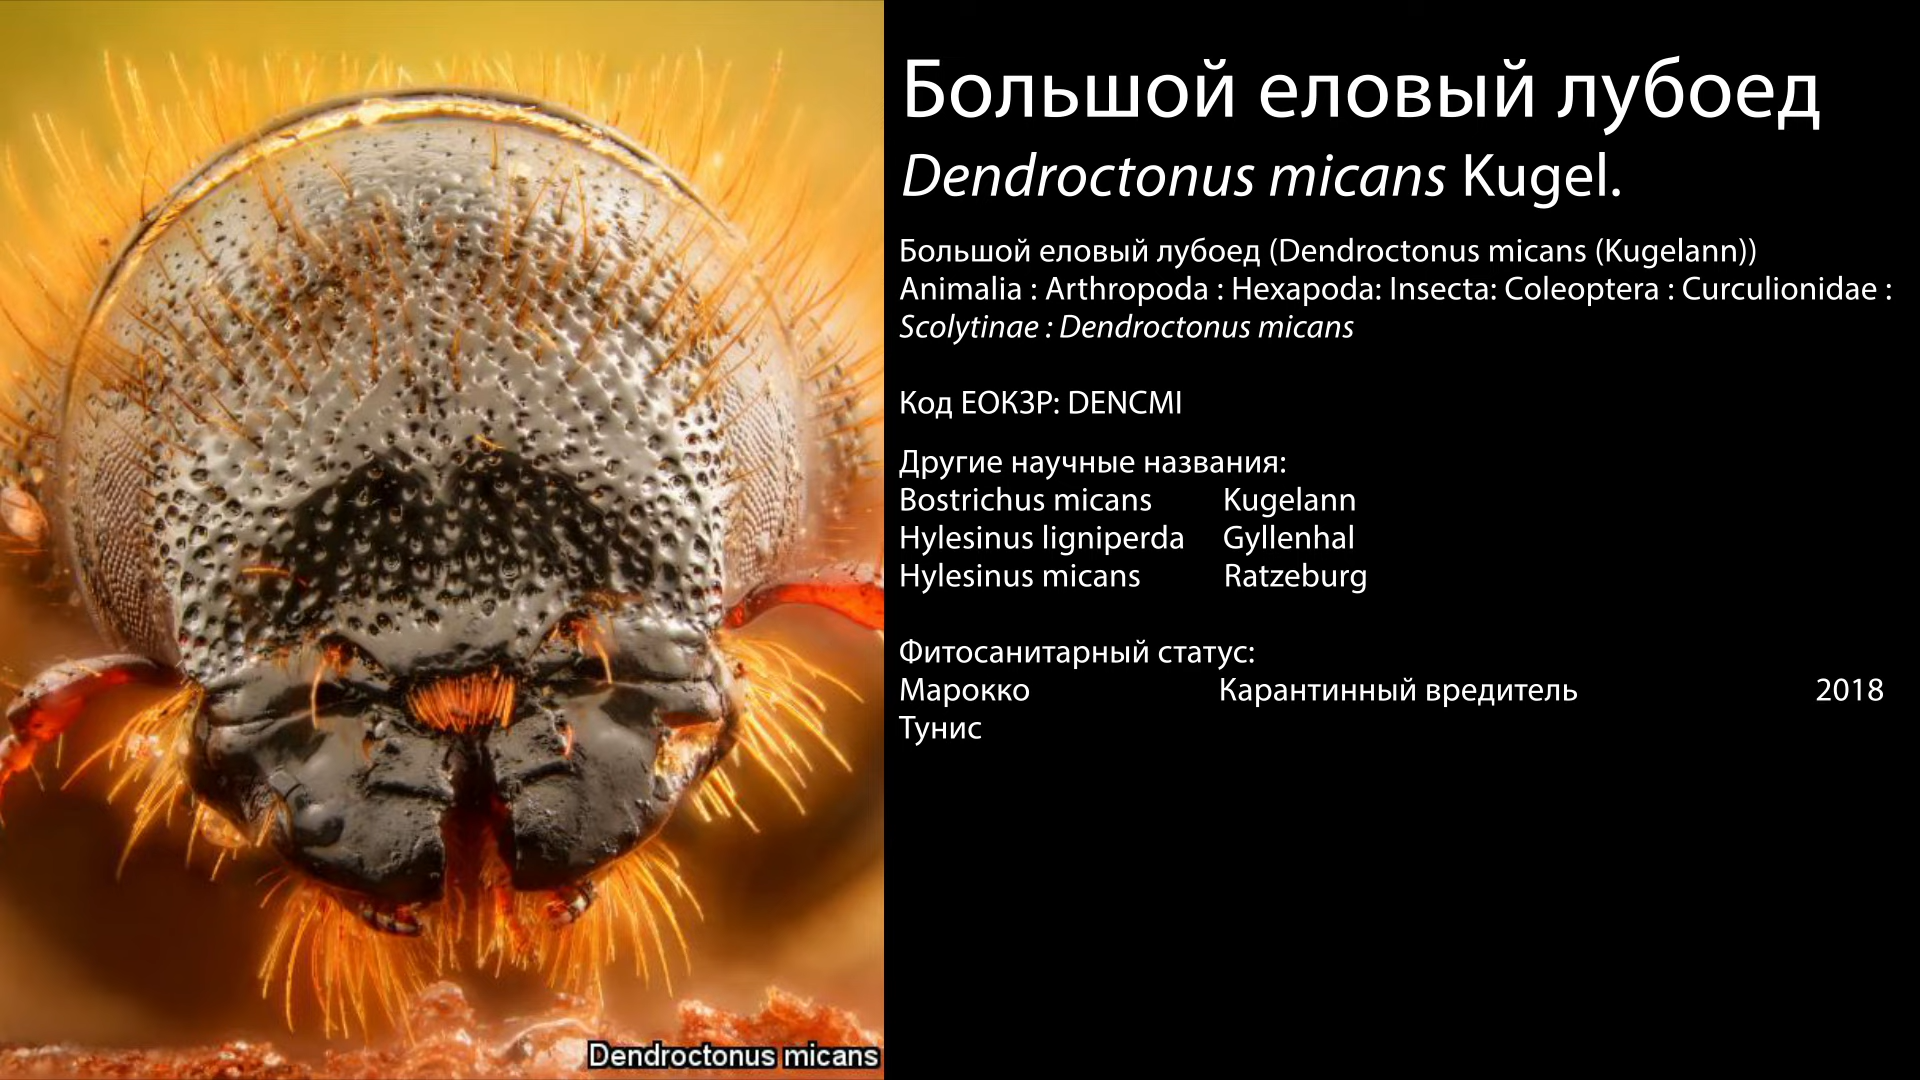 Большой еловый лубоед
Dendroctonus micans Kugel.
Большой еловый лубоед (Dendroctonus micans (Kugelann))
Animalia : Arthropoda : Hexapoda: Insecta: Coleoptera : Curculionidae :
Scolytinae : Dendroctonus micans
Код ЕОКЗР: DENCMI
Другие научные названия:
Bostrichus micans Kugelann
Hylesinus ligniperda Gyllenhal
Hylesinus micans Ratzeburg
Фитосанитарный статус:
Марокко Карантинный вредитель 2018
Тунис
Dendroctonus micans